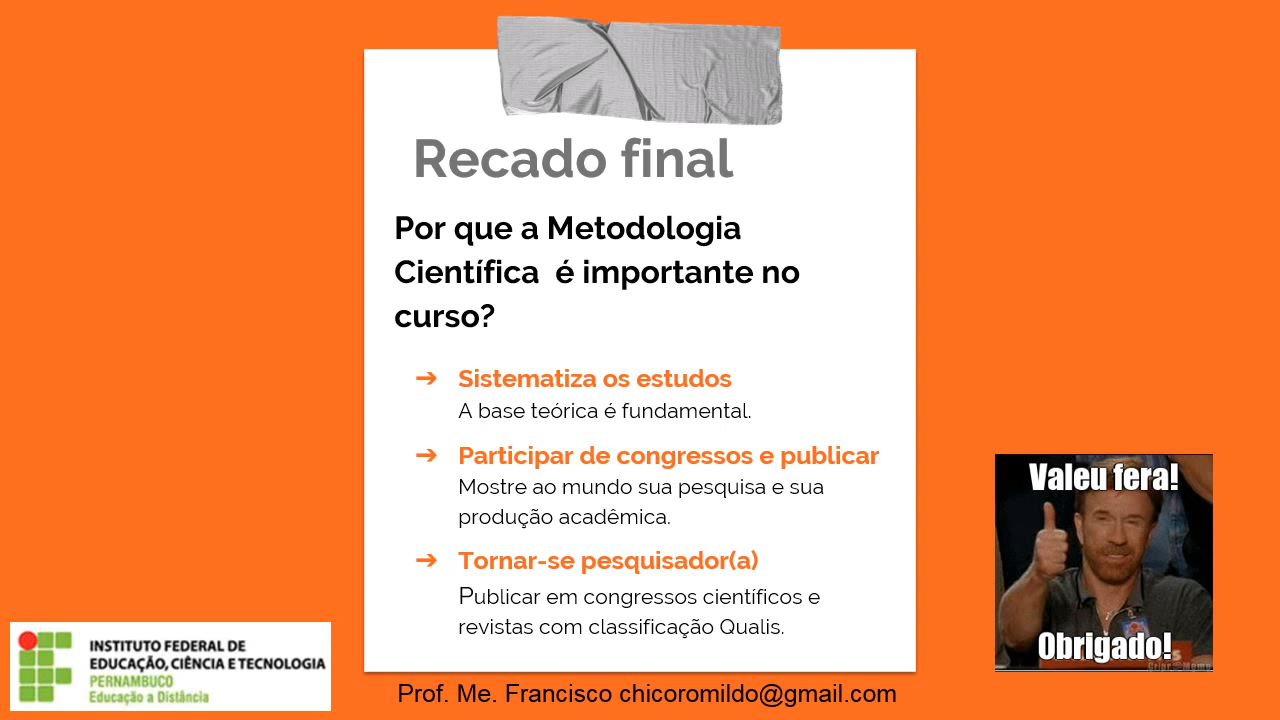 Recado final
Por que a Metodologia
Científica é importante no
curso?
➔ Sistematiza os estudos
A base teórica é fundamental.
➔ Participar de congressos e publicar
Mostre ao mundo sua pesquisa e sua
produção acadêmica.
➔ Tornar-se pesquisador(a)
Publicar em congressos científicos e
revistas com classificação Qualis.
Valeu fera!
Obrigado!
INSTITUTO FEDERAL DE
EDUCAÇÃO, CIÊNCIA E TECNOLOGIA
PERNAMBUCO
Educação a Distância
Prof. Me. Francisco chicoromildo@gmail.com